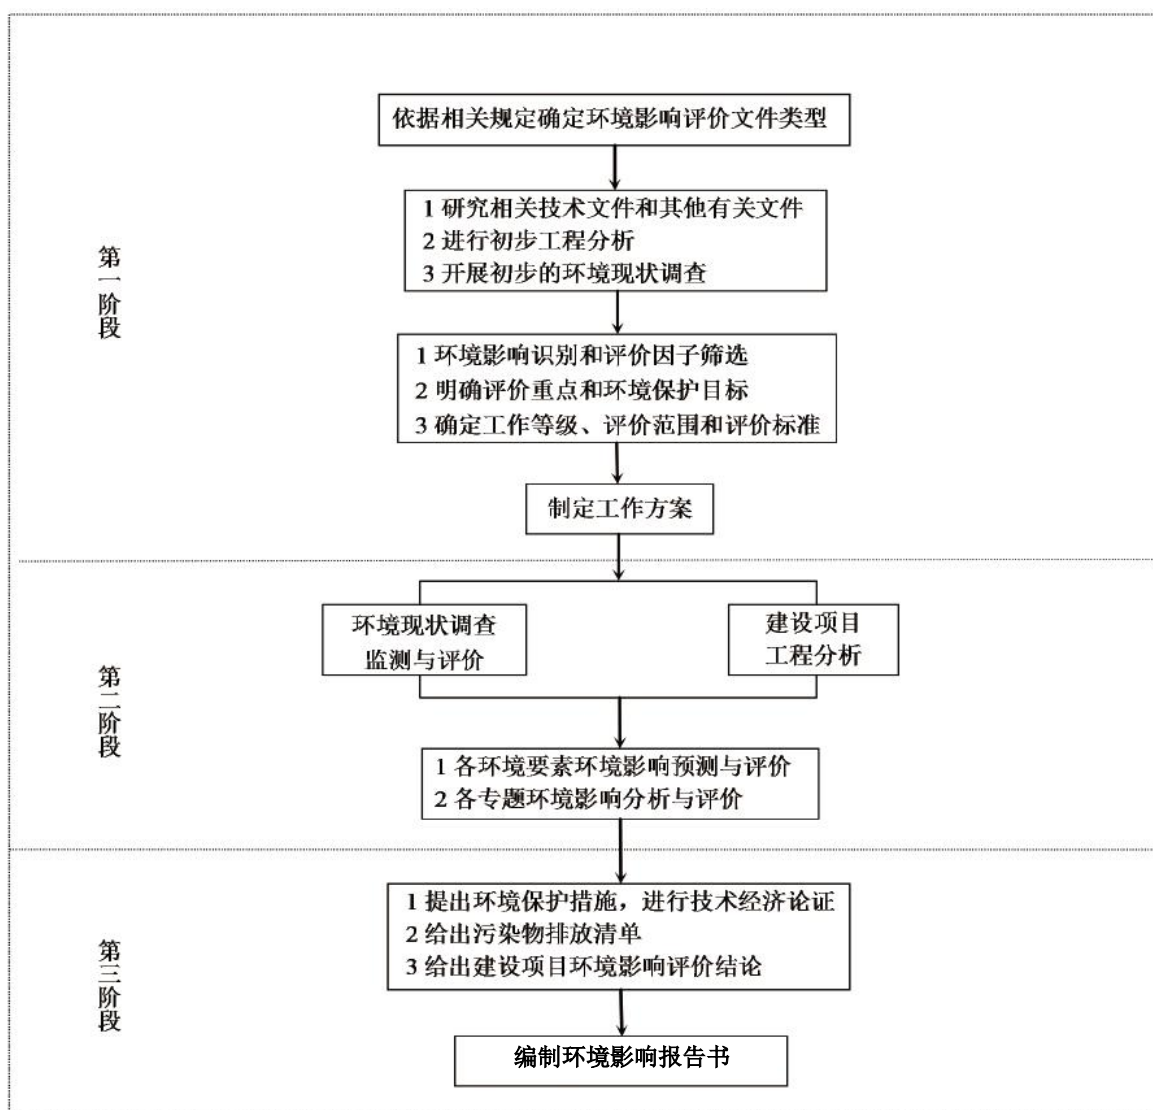 依据相关规定确定环境影响评价文件类型
1 研究相关技术文件和其他有关文件
2 进行初步工程分析
3 开展初步的环境现状调查
第一阶段
1 环境影响识别和评价因子筛选
2 明确评价重点和环境保护目标
3 确定工作等级、评价范围和评价标准
制定工作方案
第二阶段
环境现状调查
监测与评价
建设项目
工程分析
1 各环境要素环境影响预测与评价
2 各专题环境影响分析与评价
第三阶段
1 提出环境保护措施，进行技术经济论证
2 给出污染物排放清单
3 给出建设项目环境影响评价结论
编制环境影响报告书